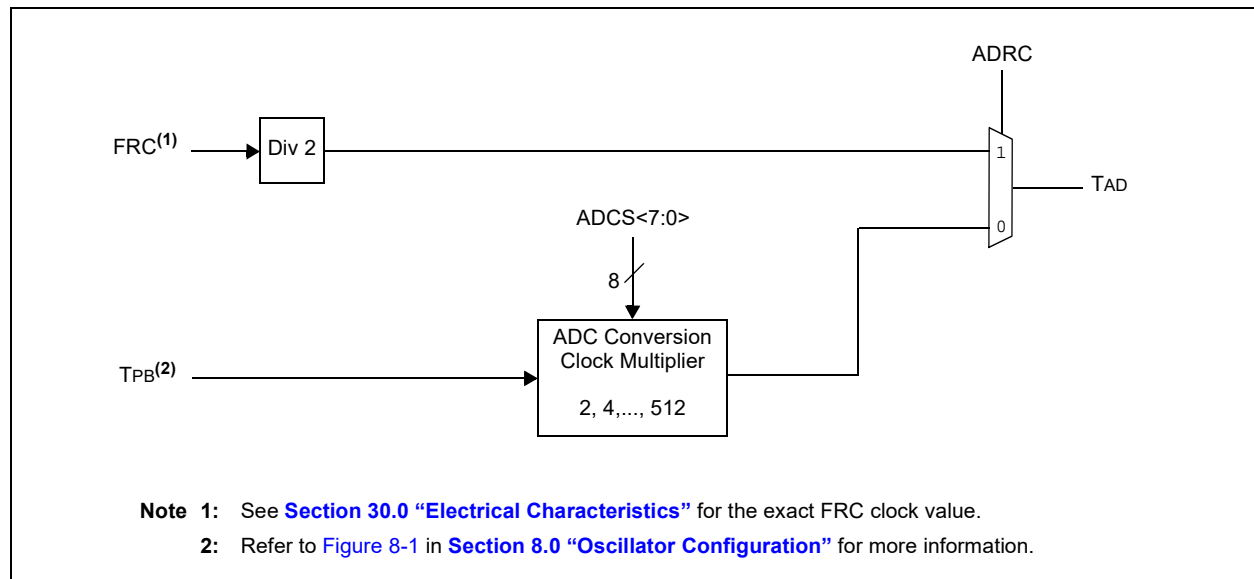 ADRC
FRC(1)
Div 2
1
TAD
ADCS<7:0>
0
8
ADC Conversion
Clock Multiplier
2, 4,..., 512
TPB(2)
Note 1: See Section 30.0 “Electrical Characteristics” for the exact FRC clock value.
2: Refer to Figure 8-1 in Section 8.0 “Oscillator Configuration” for more information.